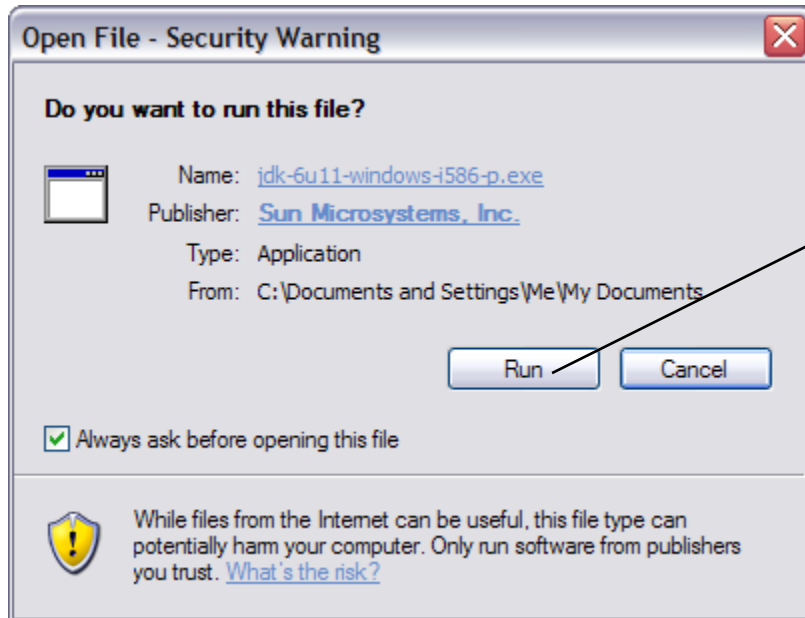 Open File - Security Warning
Do you want to run this file?
Name: jdk-6u11-windows-i586-p.exe
Publisher: Sun Microsystems, Inc.
Type: Application
From: C:\Documents and Settings\Me\My Documents
Run Cancel
Always ask before opening this file
While files from the Internet can be useful, this file type can
potentially harm your computer. Only run software from publishers
you trust. What's the risk?